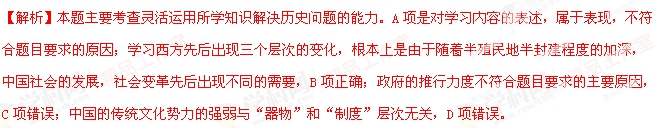 【解析】本题主要考查灵活运用所学知识解决历史问题的能力。A项是对学习内容的表述，属于表现，不符
合题目要求的原因；学习西方先后出现三个层次的变化，根本上是由于随着半殖民地半封建程度的加深，
中国社会的发展，社会变革先后出现不同的需要，B项正确；政府的推行力度不符合题目要求的主要原因，
C项错误；中国的传统文化势力的强弱与“器物”和“制度”层次无关，D项错误。